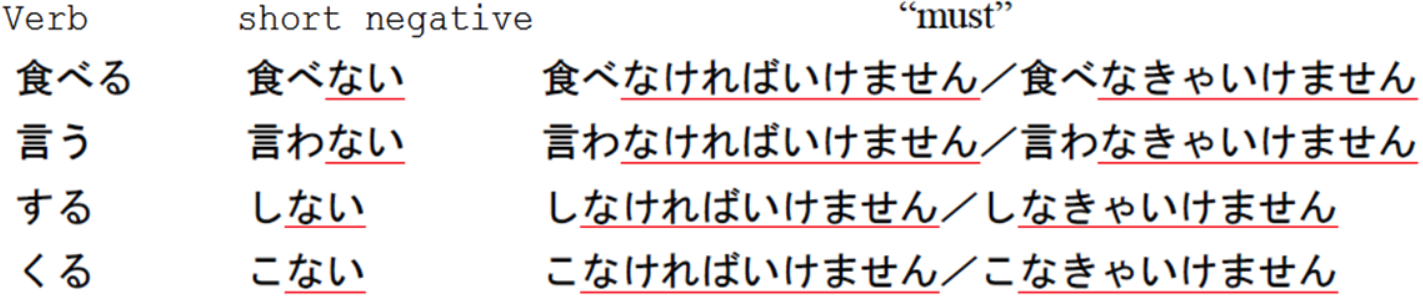 Verb short negative “must”
食べる 食べない 食べなければいけません／食べなきゃいけません
言う 言わない 言わなければいけません／言わなきゃいけません
する しない しなければいけません／しなきゃいけません
くる こない こなければいけません／こなきゃいけません